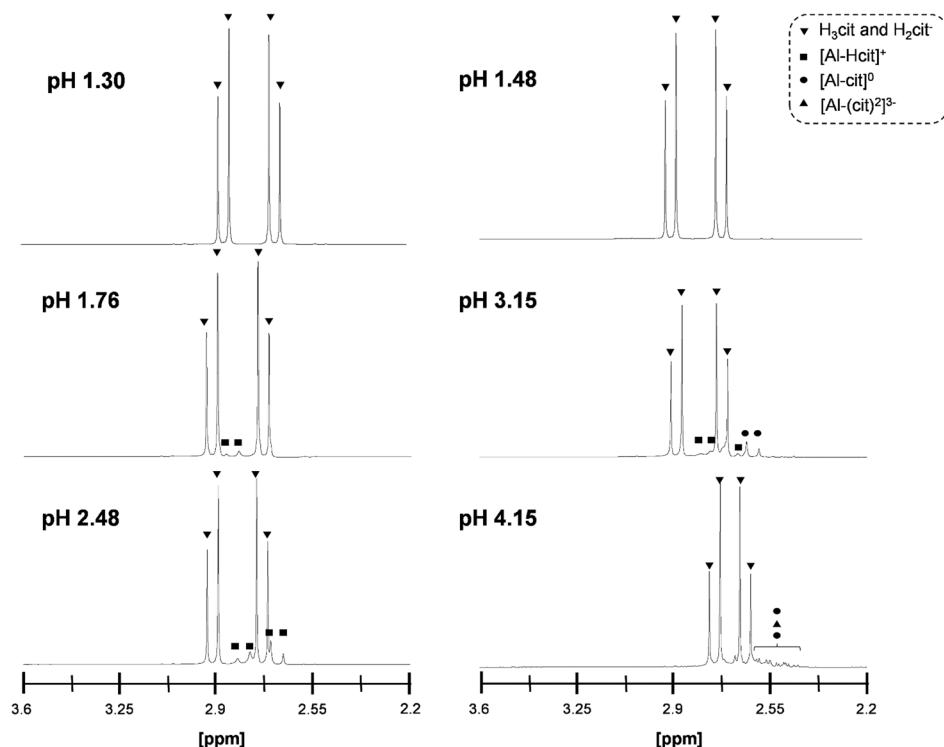 pH 1.30
pH 1.48
▼ H₃cit and H₂cit⁻
■ [Al-Hcit]⁺
● [Al-cit]⁰
▲ [Al-(cit)²]³⁻
pH 1.76
pH 3.15
pH 2.48
pH 4.15
3.6 3.25 2.9 2.55 2.2
[ppm]
3.6 3.25 2.9 2.55 2.2
[ppm]